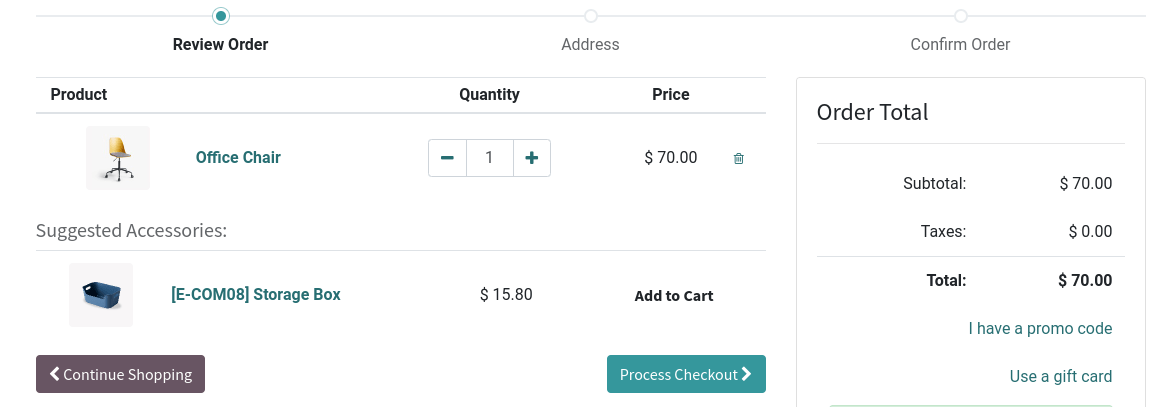 Review Order
Address
Confirm Order
Product Quantity Price
Office Chair 1 $ 70.00
Suggested Accessories:
[E-COM08] Storage Box $ 15.80 Add to Cart
Continue Shopping
Process Checkout
Order Total
Subtotal: $ 70.00
Taxes: $ 0.00
Total: $ 70.00
I have a promo code
Use a gift card